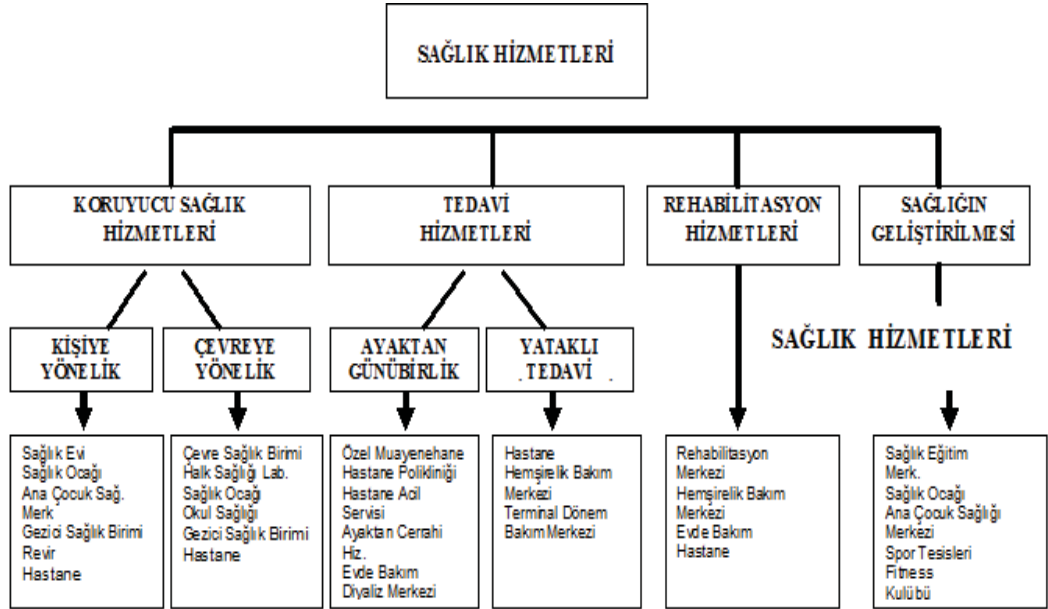 SAĞLIK HİZMETLERİ
KORUYUCU SAĞLIK
HİZMETLERİ
TEDAVİ
HİZMETLERİ
REHABİLİTASYON
HİZMETLERİ
SAĞLIĞIN
GELİŞTİRİLMESİ
KİŞİYE
YÖNELİK
ÇEVREYE
YÖNELİK
AYAKTAN
GÜNÜBİRLİK
YATAKLI
TEDAVİ
SAĞLIK HİZMETLERİ
Sağlık Evi
Sağlık Ocağı
Ana Çocuk Sağ.
Merk
Gezici Sağlık Birimi
Revir
Hastane
Çevre Sağlık Birimi
Halk Sağlığı Lab.
Sağlık Ocağı
Okul Sağlığı
Gezici Sağlık Birimi
Hastane
Özel Muayenehane
Hastane Polikliniği
Hastane Acil
Servisi
Ayaktan Cerrahi
Hiz.
Evde Bakım
Diyaliz Merkezi
Hastane
Hemşirelik Bakım
Merkezi
Terminal Dönem
Bakım Merkezi
Rehabilitasyon
Merkezi
Hemşirelik Bakım
Merkezi
Evde Bakım
Hastane
Sağlık Eğitim
Merk.
Sağlık Ocağı
Ana Çocuk Sağlığı
Merkezi
Spor Tesisleri
Fitness
Kulübü